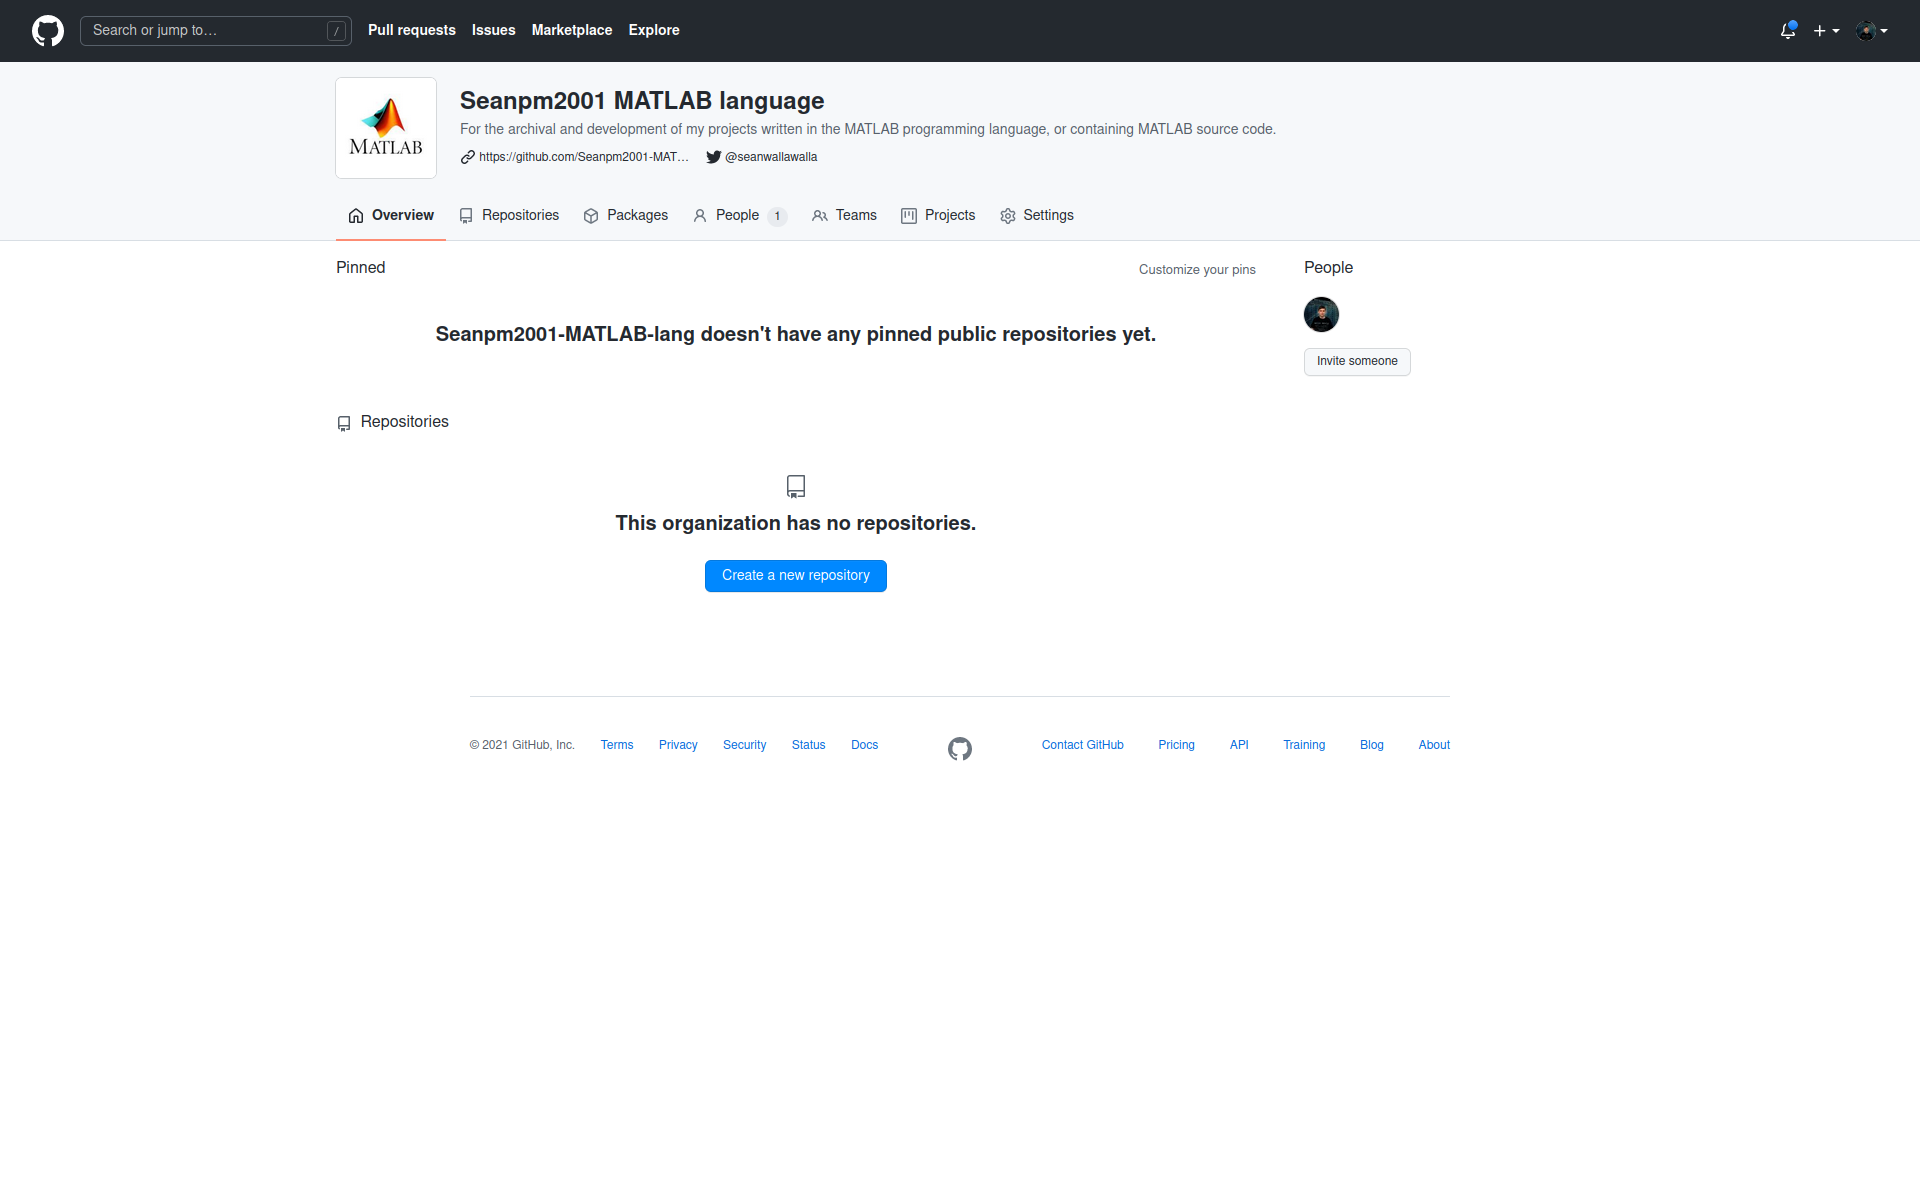 Search or jump to… / Pull requests Issues Marketplace Explore
MATLAB
Seanpm2001 MATLAB language
For the archival and development of my projects written in the MATLAB programming language, or containing MATLAB source code.
https://github.com/Seanpm2001-MAT… @seanwallawalla
Overview Repositories Packages People 1 Teams Projects Settings
Pinned Customize your pins
People
Seanpm2001-MATLAB-lang doesn't have any pinned public repositories yet.
Invite someone
Repositories
This organization has no repositories.
Create a new repository
© 2021 GitHub, Inc. Terms Privacy Security Status Docs Contact GitHub Pricing API Training Blog About